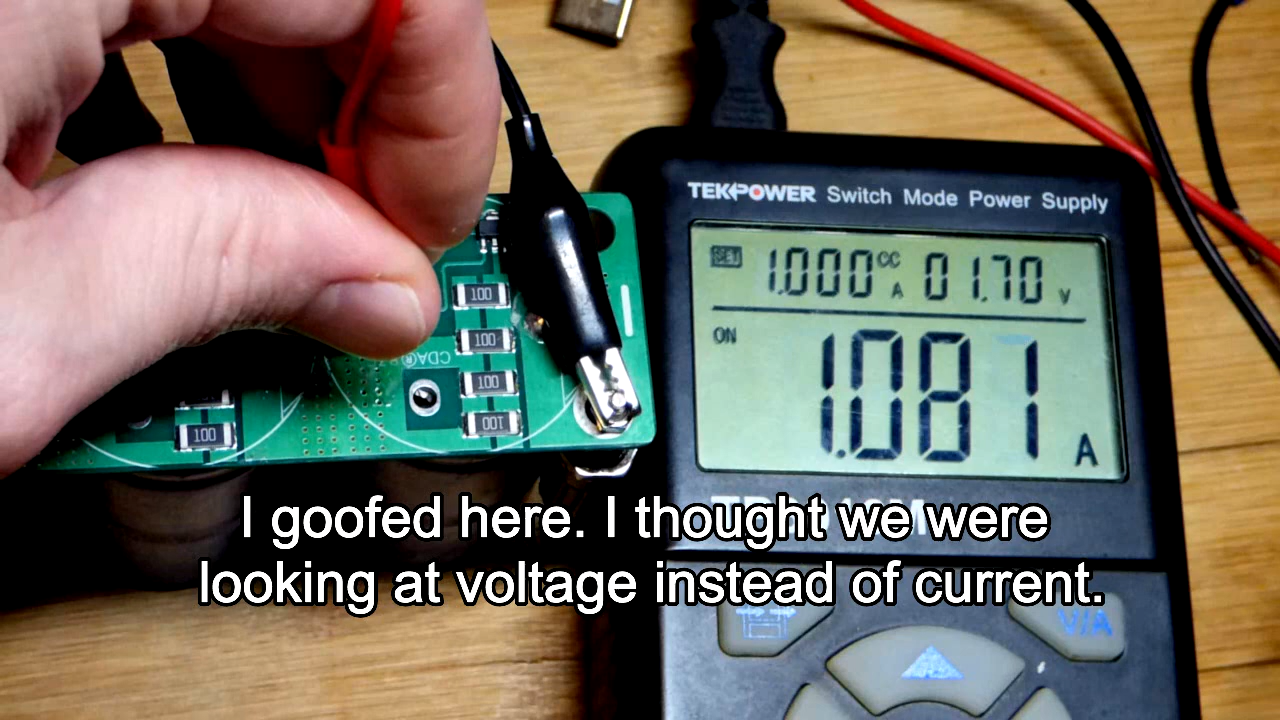 TEKPOWER Switch Mode Power Supply
SET 1.000 CC A 01.70 V
ON
1.081 A
100
100
100
100
100
CDA®
V/A
I goofed here. I thought we were
looking at voltage instead of current.